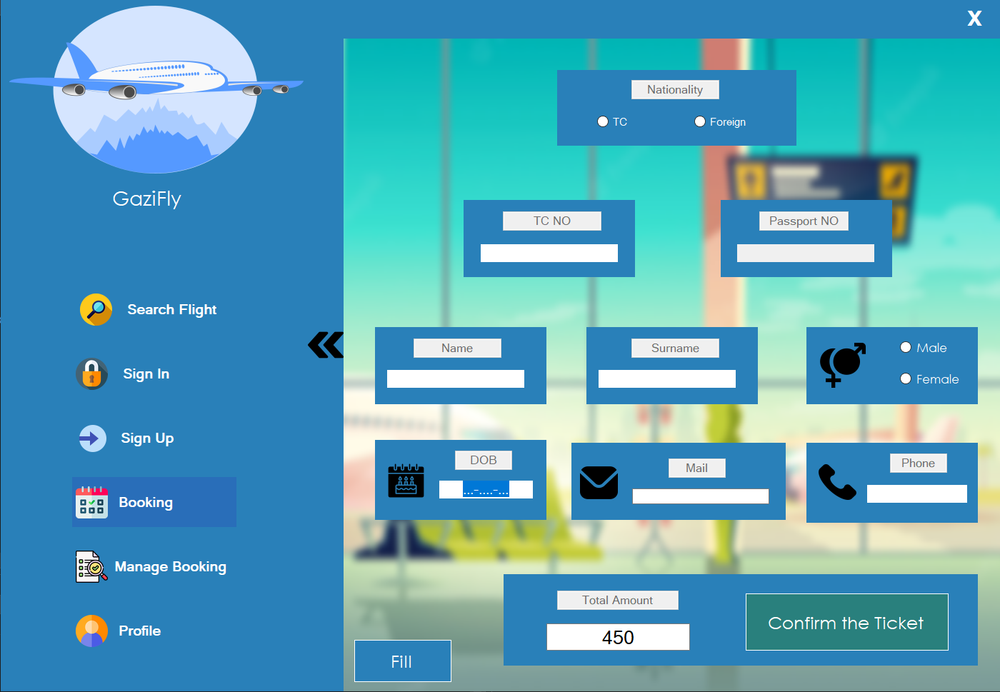 X
GaziFly
Search Flight
Sign In
Sign Up
Booking
Manage Booking
Profile
Nationality
TC
Foreign
TC NO
Passport NO
Name
Surname
Male
Female
DOB
...-....-...
Mail
Phone
Total Amount
450
Confirm the Ticket
Fill